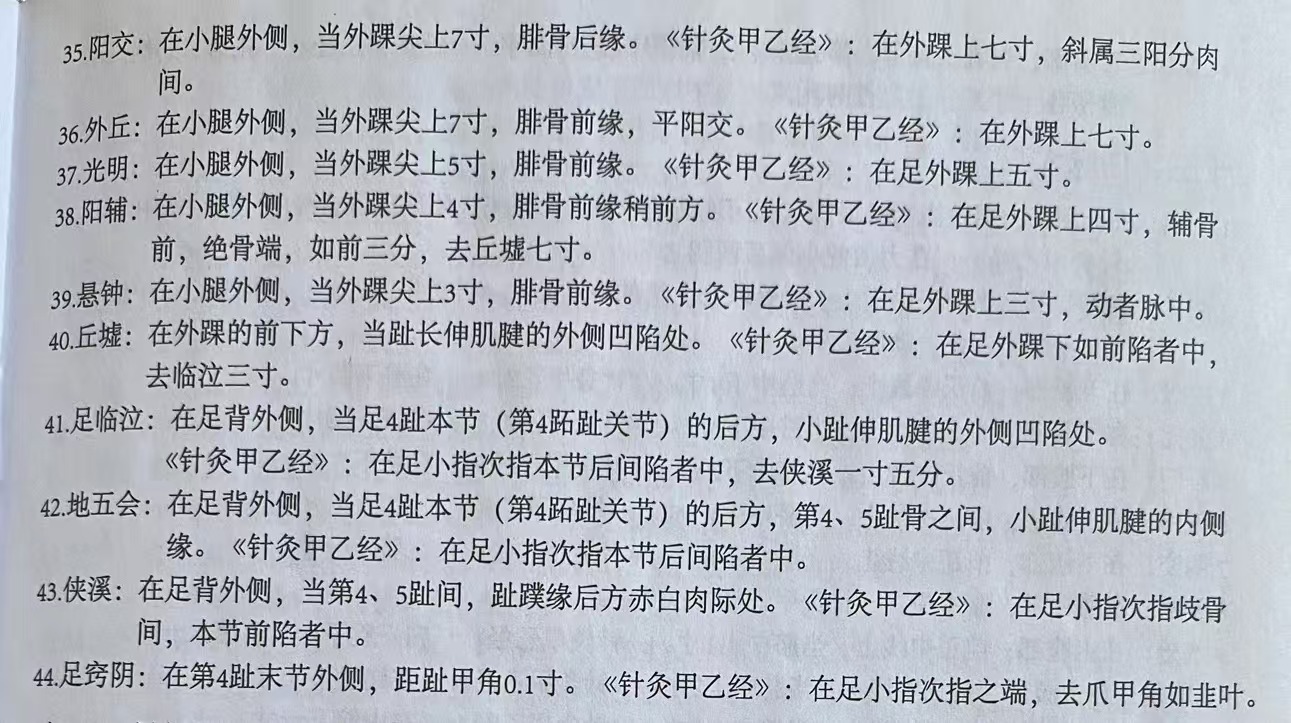 35.阳交：在小腿外侧，当外踝尖上7寸，腓骨后缘。《针灸甲乙经》：在外踝上七寸，斜属三阳分肉
间。
36.外丘：在小腿外侧，当外踝尖上7寸，腓骨前缘，平阳交。《针灸甲乙经》：在外踝上七寸。
37.光明：在小腿外侧，当外踝尖上5寸，腓骨前缘。《针灸甲乙经》：在足外踝上五寸。
38.阳辅：在小腿外侧，当外踝尖上4寸，腓骨前缘稍前方。《针灸甲乙经》：在足外踝上四寸，辅骨
前，绝骨端，如前三分，去丘墟七寸。
39.悬钟：在小腿外侧，当外踝尖上3寸，腓骨前缘。《针灸甲乙经》：在足外踝上三寸，动者脉中。
40.丘墟：在外踝的前下方，当趾长伸肌腱的外侧凹陷处。《针灸甲乙经》：在足外踝下如前陷者中，
去临泣三寸。
41.足临泣：在足背外侧，当足4趾本节（第4跖趾关节）的后方，小趾伸肌腱的外侧凹陷处。
《针灸甲乙经》：在足小指次指本节后间陷者中，去侠溪一寸五分。
42.地五会：在足背外侧，当足4趾本节（第4跖趾关节）的后方，第4、5趾骨之间，小趾伸肌腱的内侧
缘。《针灸甲乙经》：在足小指次指本节后间陷者中。
43.侠溪：在足背外侧，当第4、5趾间，趾蹼缘后方赤白肉际处。《针灸甲乙经》：在足小指次指歧骨
间，本节前陷者中。
44.足窍阴：在第4趾末节外侧，距趾甲角0.1寸。《针灸甲乙经》：在足小指次指之端，去爪甲角如韭叶。